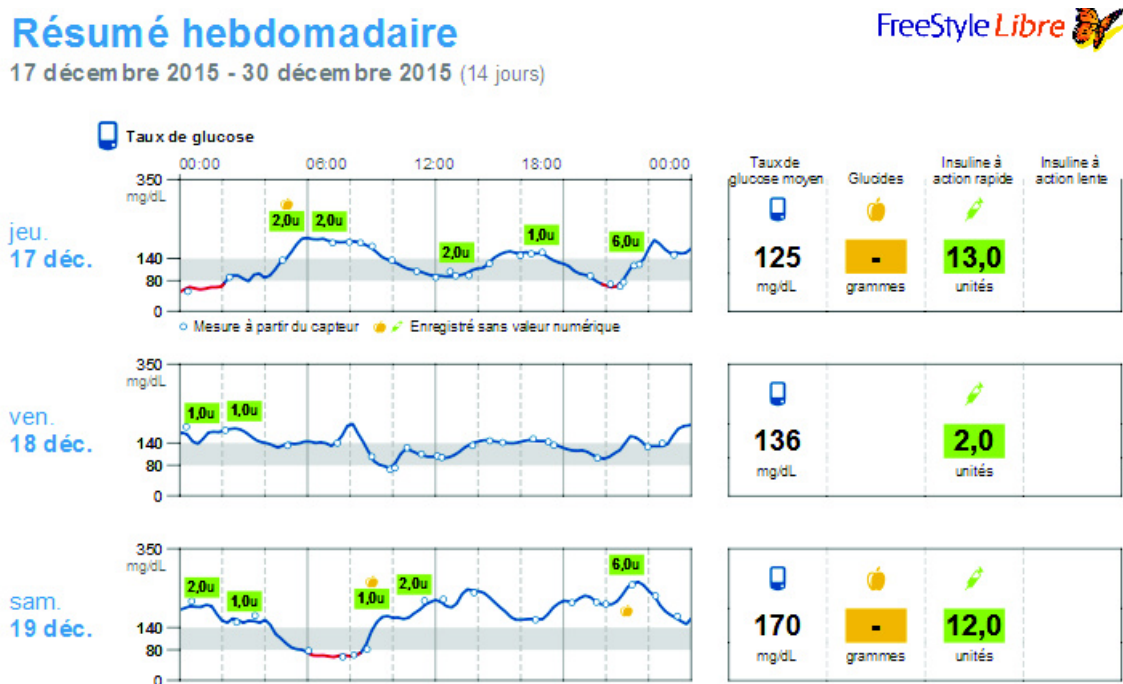 Résumé hebdomadaire
FreeStyle Libre
17 décembre 2015 - 30 décembre 2015 (14 jours)
Taux de glucose
00:00 06:00 12:00 18:00 00:00
Taux de glucose moyen
Glucides
Insuline à action rapide
Insuline à action lente
jeu.
17 déc.
350
mg/dL
140
80
0
2,0u 2,0u 2,0u 1,0u 6,0u
125
mg/dL
-
grammes
13,0
unités
Mesure à partir du capteur Enregistré sans valeur numérique
ven.
18 déc.
350
mg/dL
140
80
0
1,0u 1,0u
136
mg/dL
2,0
unités
sam.
19 déc.
350
mg/dL
140
80
0
2,0u 1,0u 1,0u 2,0u 6,0u
170
mg/dL
-
grammes
12,0
unités